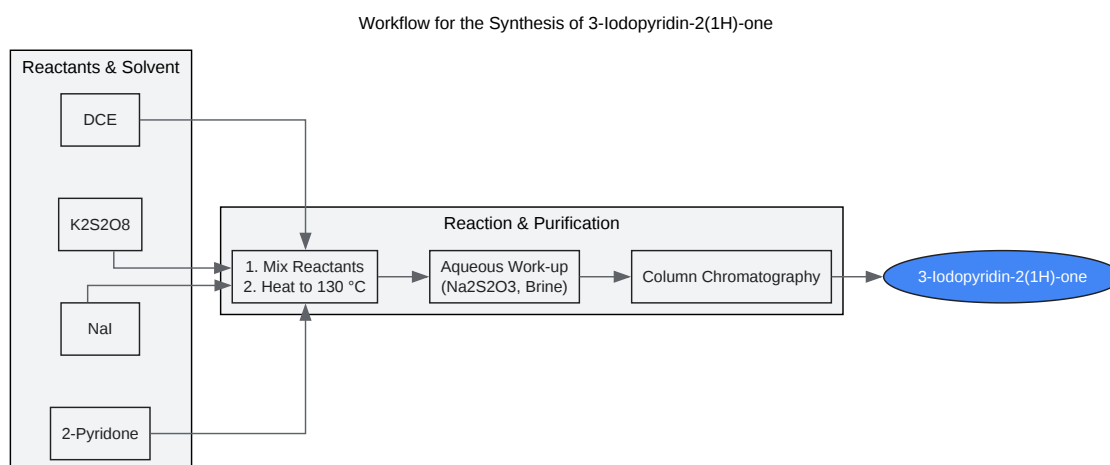 Workflow for the Synthesis of 3-Iodopyridin-2(1H)-one
Reactants & Solvent
DCE
K2S2O8
NaI
2-Pyridone
Reaction & Purification
1. Mix Reactants
2. Heat to 130 °C
Aqueous Work-up
(Na2S2O3, Brine)
Column Chromatography
3-Iodopyridin-2(1H)-one